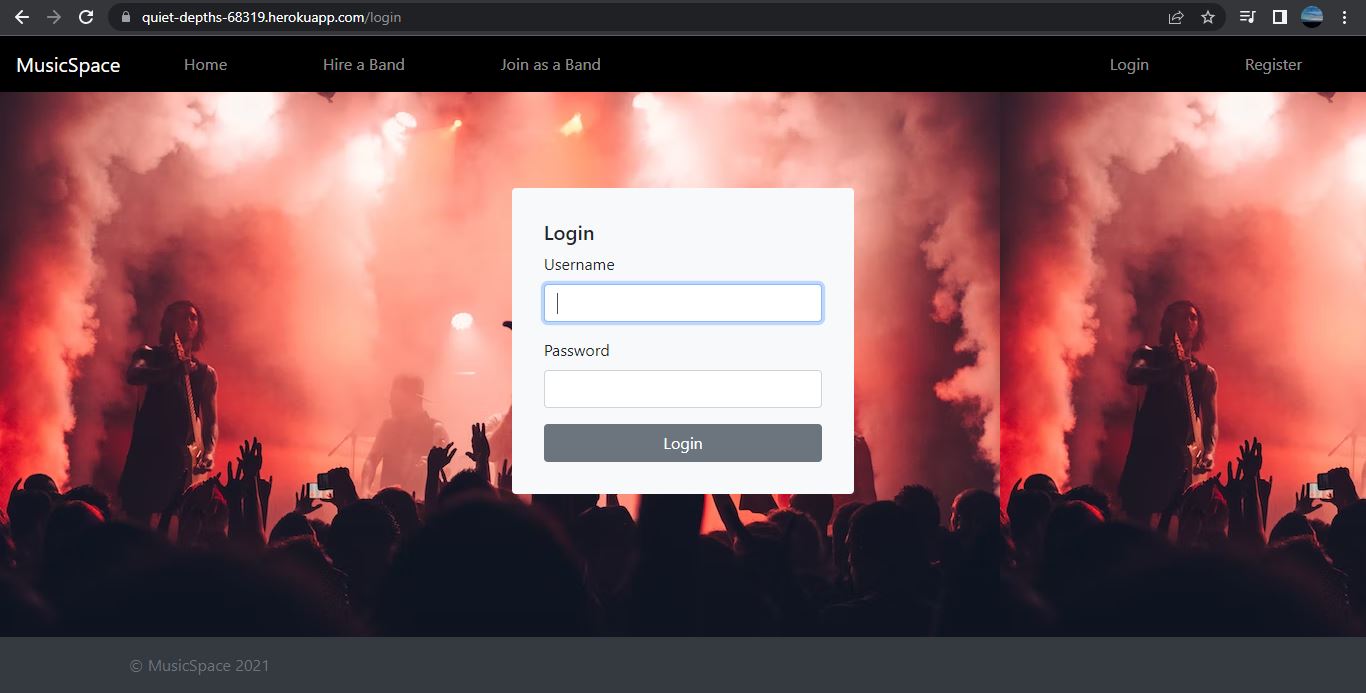 quiet-depths-68319.herokuapp.com/login
MusicSpace Home Hire a Band Join as a Band Login Register
Login
Username
Password
Login
© MusicSpace 2021